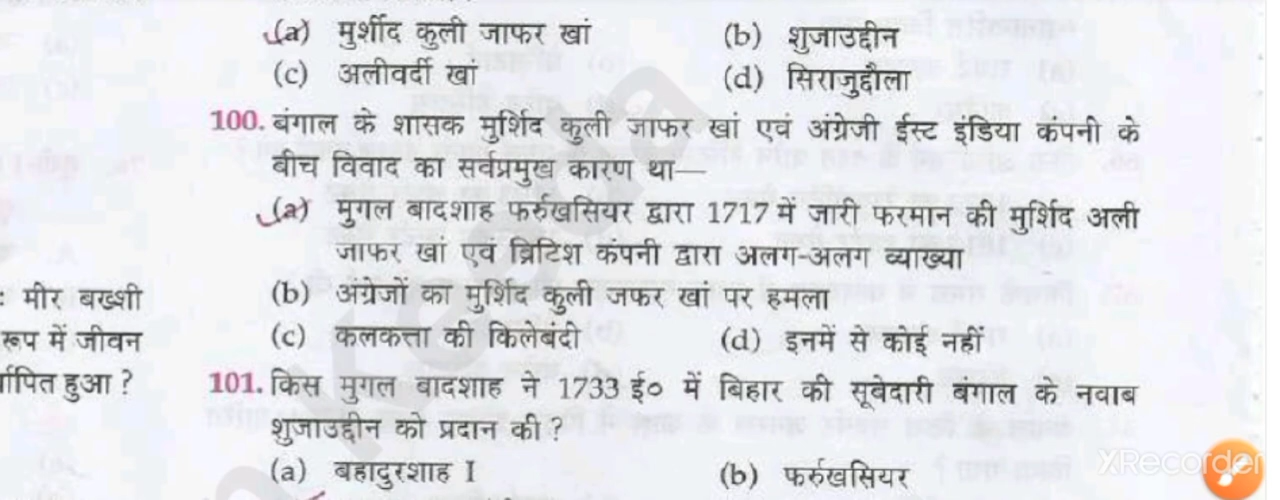 (a) मुर्शीद कुली जाफर खां (b) शुजाउद्दीन
(c) अलीवर्दी खां (d) सिराजुद्दौला
100. बंगाल के शासक मुर्शिद कुली जाफर खां एवं अंग्रेजी ईस्ट इंडिया कंपनी के
बीच विवाद का सर्वप्रमुख कारण था—
(a) मुगल बादशाह फर्रुखसियर द्वारा 1717 में जारी फरमान की मुर्शिद अली
जाफर खां एवं ब्रिटिश कंपनी द्वारा अलग-अलग व्याख्या
: मीर बख्शी
(b) अंग्रेजों का मुर्शिद कुली जफर खां पर हमला
रूप में जीवन
(c) कलकत्ता की किलेबंदी (d) इनमें से कोई नहीं
हुआ ?
101. किस मुगल बादशाह ने 1733 ई० में बिहार की सूबेदारी बंगाल के नवाब
शुजाउद्दीन को प्रदान की ?
(a) बहादुरशाह I (b) फर्रुखसियर
XRecorder